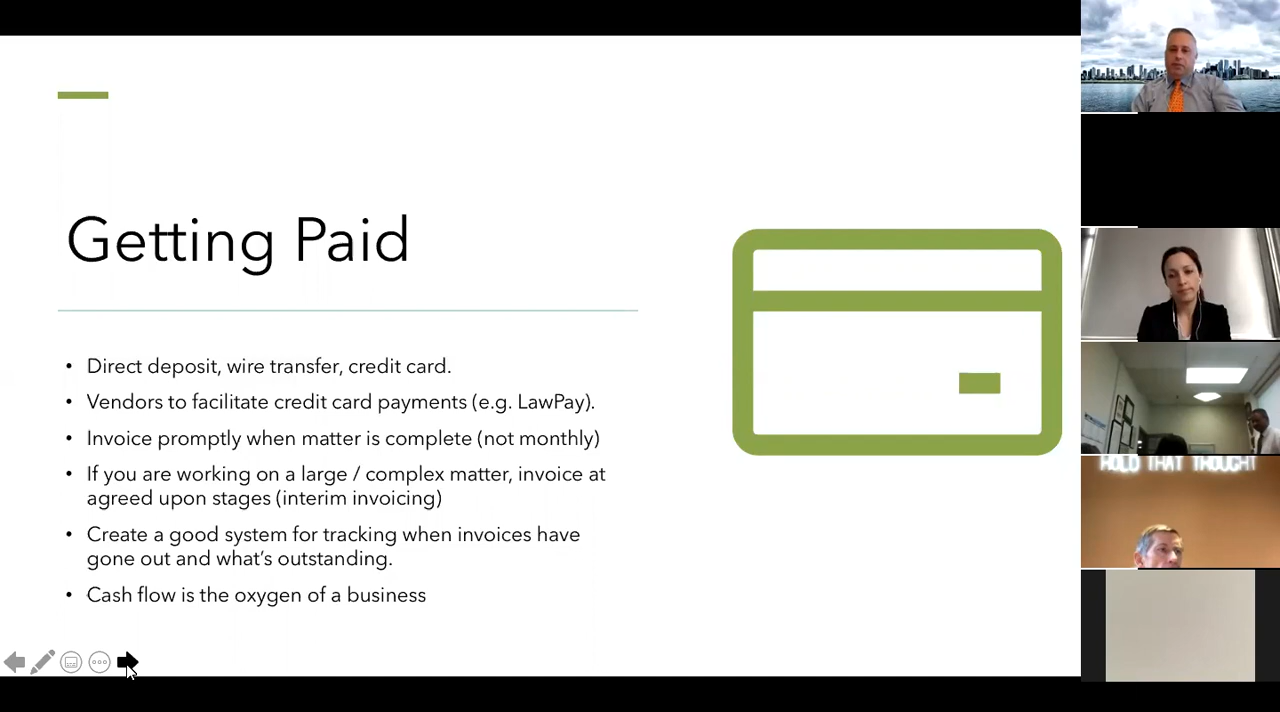 Getting Paid
• Direct deposit, wire transfer, credit card.
• Vendors to facilitate credit card payments (e.g. LawPay).
• Invoice promptly when matter is complete (not monthly)
• If you are working on a large / complex matter, invoice at
agreed upon stages (interim invoicing)
• Create a good system for tracking when invoices have
gone out and what's outstanding.
• Cash flow is the oxygen of a business
HOLD THAT THOUGHT